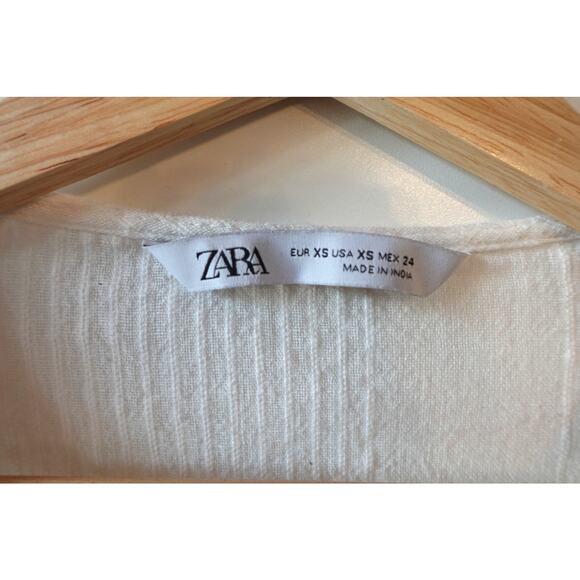 ZARA
EUR XS USA XS MEX 24
MADE IN INDIA